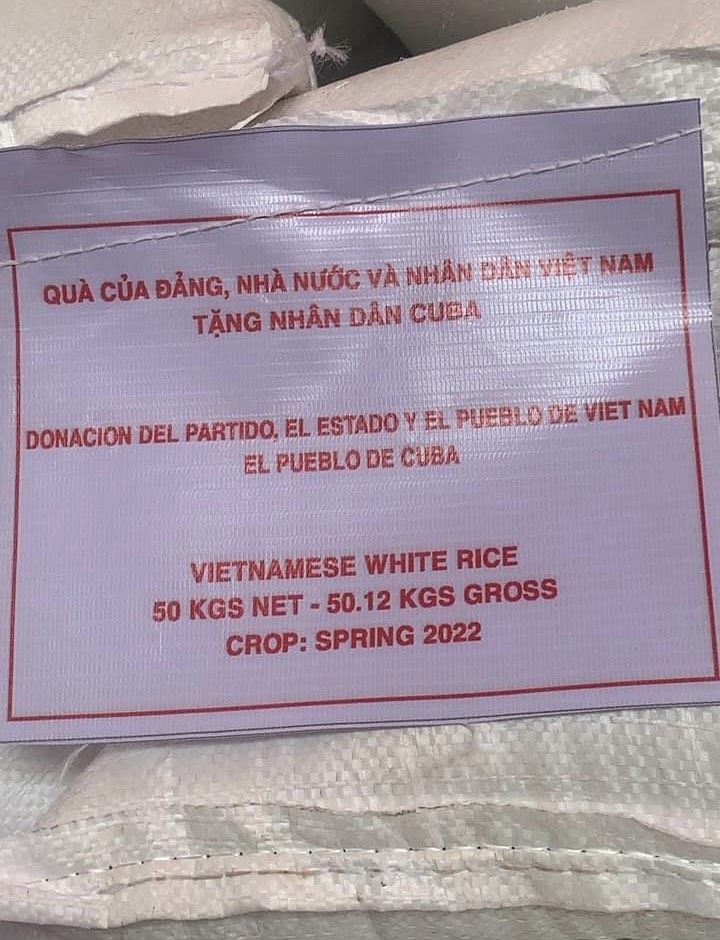 QUÀ CỦA ĐẢNG, NHÀ NƯỚC VÀ NHÂN DÂN VIỆT NAM
TẶNG NHÂN DÂN CUBA
DONACION DEL PARTIDO, EL ESTADO Y EL PUEBLO DE VIET NAM
EL PUEBLO DE CUBA
VIETNAMESE WHITE RICE
50 KGS NET - 50.12 KGS GROSS
CROP: SPRING 2022